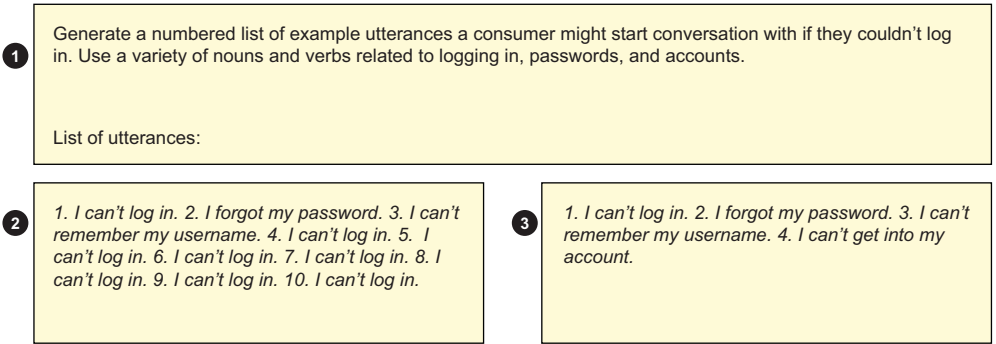 1
Generate a numbered list of example utterances a consumer might start conversation with if they couldn't log
in. Use a variety of nouns and verbs related to logging in, passwords, and accounts.
List of utterances:
2
1. I can't log in. 2. I forgot my password. 3. I can't
remember my username. 4. I can't log in. 5. I
can't log in. 6. I can't log in. 7. I can't log in. 8. I
can't log in. 9. I can't log in. 10. I can't log in.
3
1. I can't log in. 2. I forgot my password. 3. I can't
remember my username. 4. I can't get into my
account.